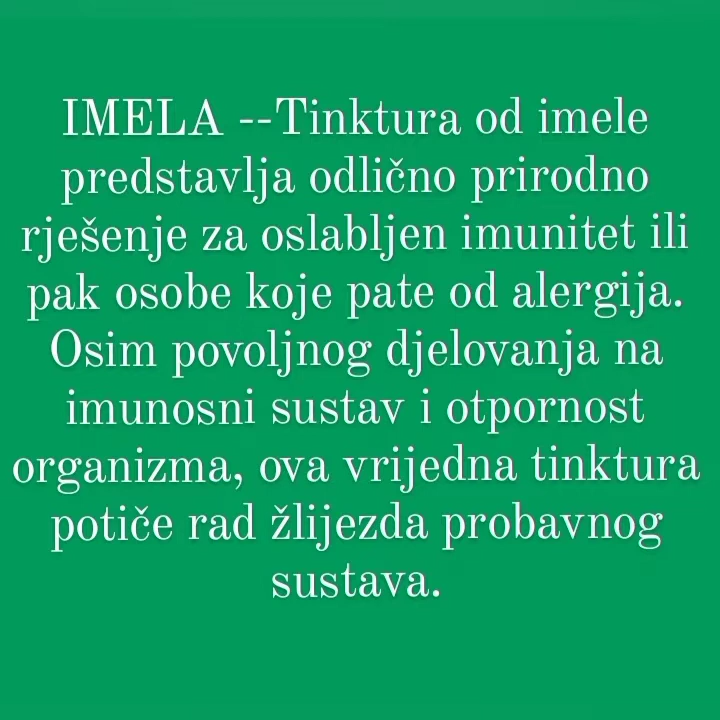 IMELA --Tinktura od imele
predstavlja odlično prirodno
rješenje za oslabljen imunitet ili
pak osobe koje pate od alergija.
Osim povoljnog djelovanja na
imunosni sustav i otpornost
organizma, ova vrijedna tinktura
potiče rad žlijezda probavnog
sustava.